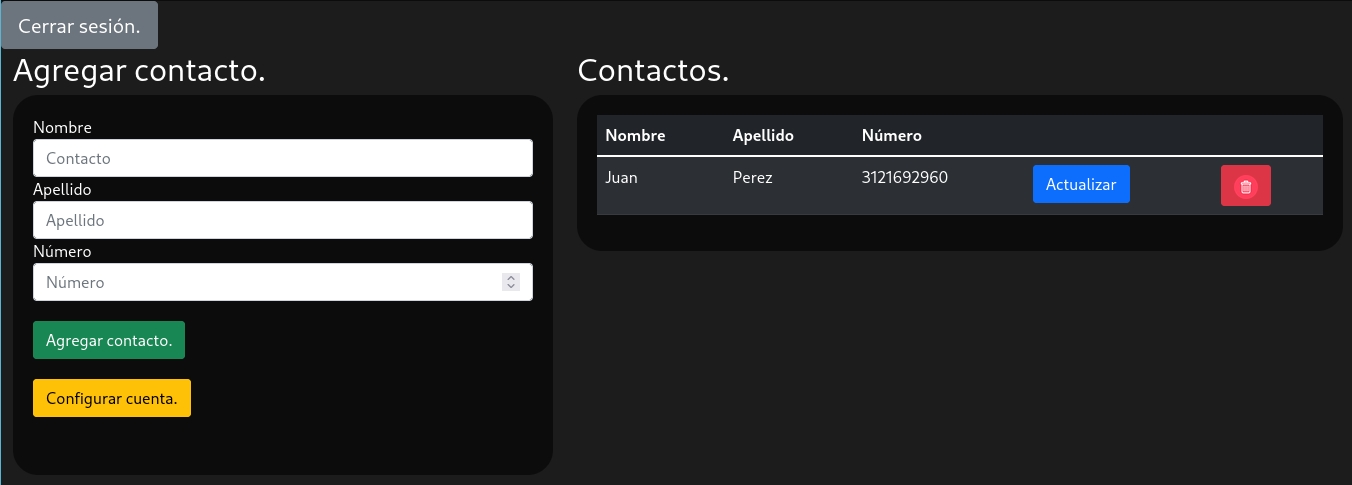 Cerrar sesión.
Agregar contacto.
Nombre
Contacto
Apellido
Apellido
Número
Número
Agregar contacto.
Configurar cuenta.
Contactos.
Nombre Apellido Número
Juan Perez 3121692960 Actualizar